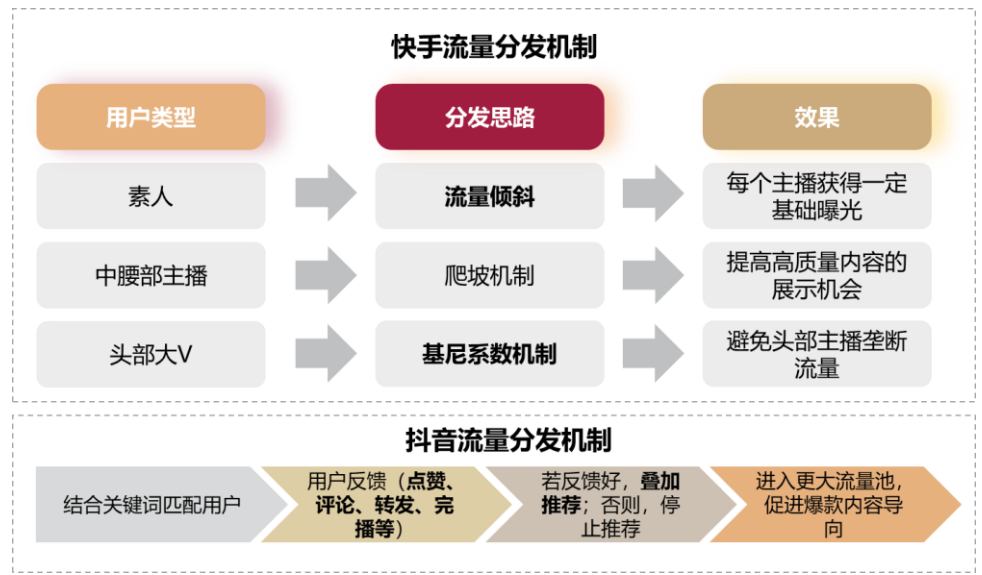 快手流量分发机制
用户类型
分发思路
效果
素人
流量倾斜
每个主播获得一定
基础曝光
中腰部主播
爬坡机制
提高高质量内容的
展示机会
头部大V
基尼系数机制
避免头部主播垄断
流量
抖音流量分发机制
结合关键词匹配用户
用户反馈（点赞、
评论、转发、完
播等）
若反馈好，叠加
推荐；否则，停
止推荐
进入更大流量池，
促进爆款内容导
向